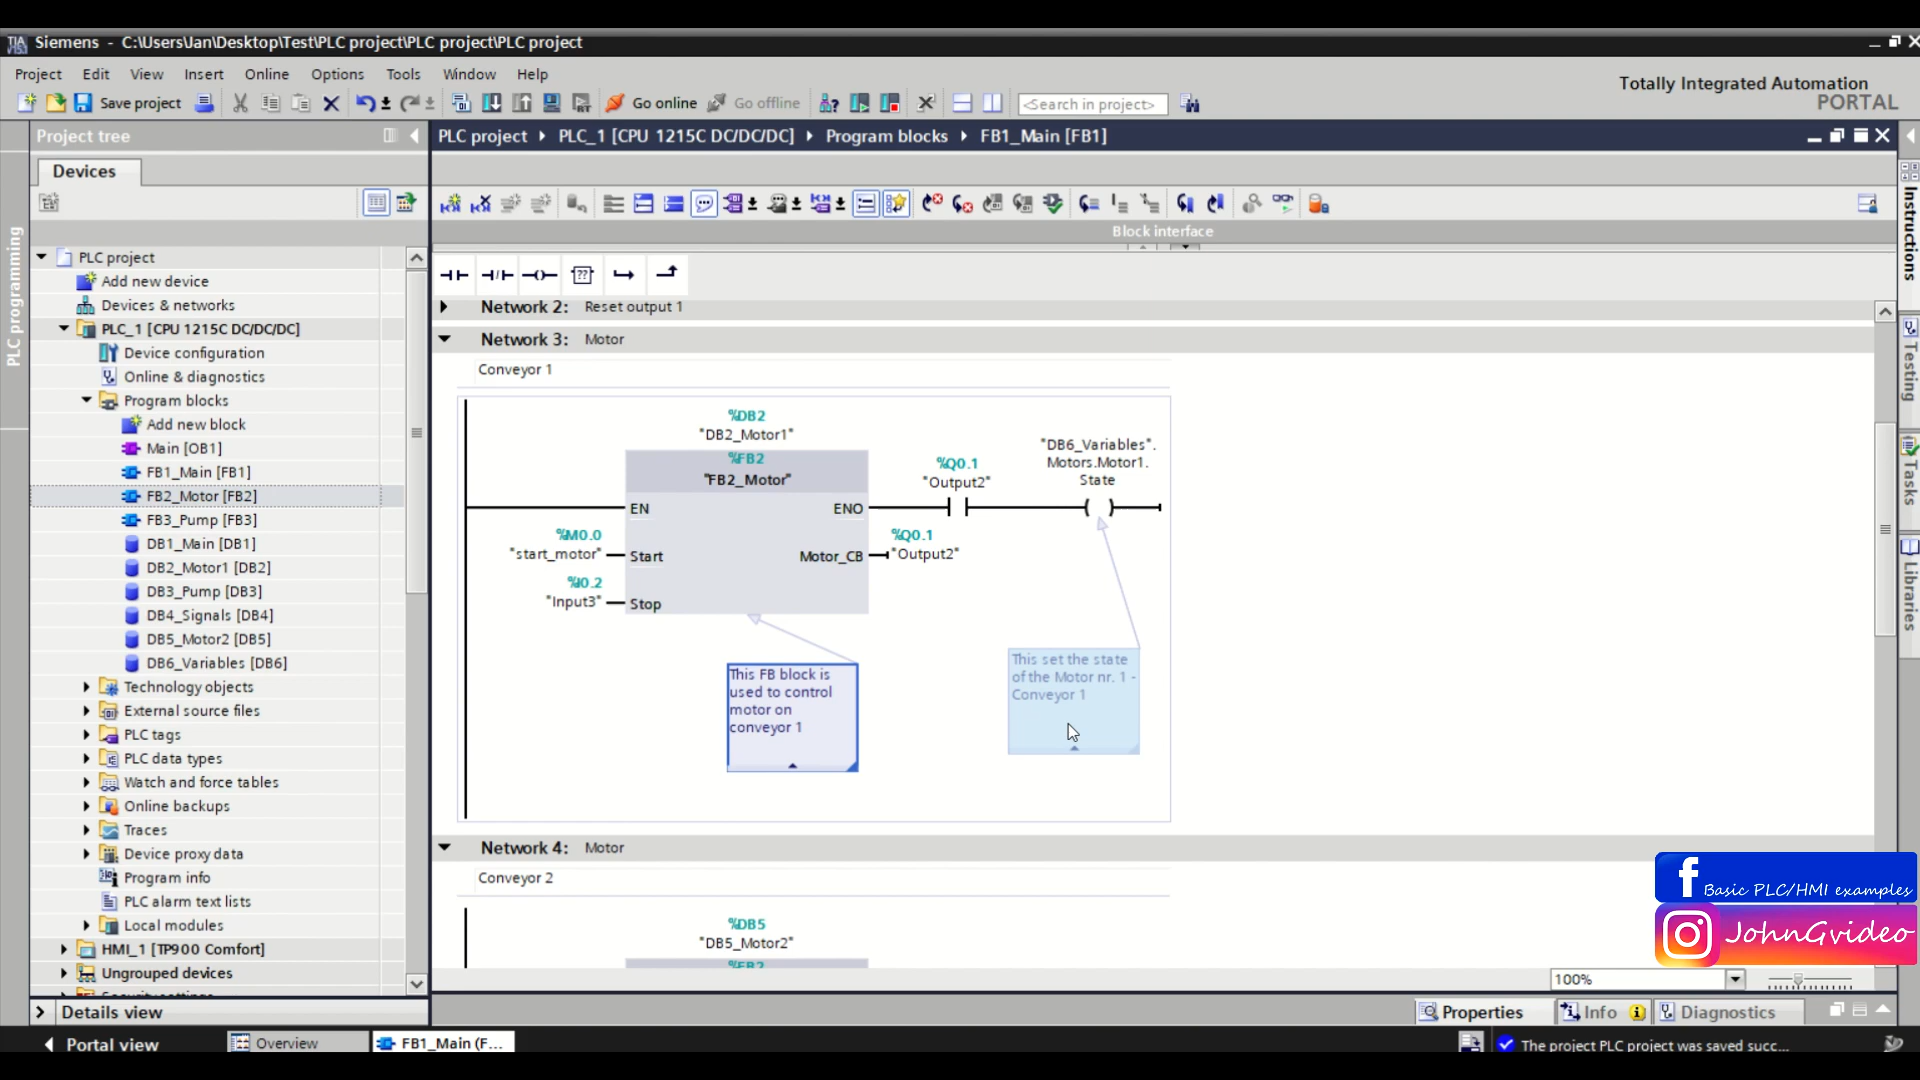 Siemens - C:\Users\Jan\Desktop\Test\PLC project\PLC project\PLC project
Project Edit View Insert Online Options Tools Window Help
Totally Integrated Automation
PORTAL
Save project
Go online
Go offline
<Search in project>
Project tree
PLC project PLC_1 [CPU 1215C DC/DC/DC] Program blocks FB1_Main [FB1]
Devices
Block interface
PLC programming
Instructions
Testing
Tasks
Libraries
PLC project
Add new device
Devices & networks
PLC_1 [CPU 1215C DC/DC/DC]
Device configuration
Online & diagnostics
Program blocks
Add new block
Main [OB1]
FB1_Main [FB1]
FB2_Motor [FB2]
FB3_Pump [FB3]
DB1_Main [DB1]
DB2_Motor1 [DB2]
DB3_Pump [DB3]
DB4_Signals [DB4]
DB5_Motor2 [DB5]
DB6_Variables [DB6]
Technology objects
External source files
PLC tags
PLC data types
Watch and force tables
Online backups
Traces
Device proxy data
Program info
PLC alarm text lists
Local modules
HMI_1 [TP900 Comfort]
Ungrouped devices
Details view
Network 2: Reset output 1
Network 3: Motor
Conveyor 1
%DB2
"DB2_Motor1"
%FB2
"FB2_Motor"
EN
ENO
%M0.0
"start_motor"
Start
%I0.2
"Input3"
Stop
Motor_CB
%Q0.1
"Output2"
%Q0.1
"Output2"
"DB6_Variables".
Motors.Motor1.
State
This FB block is
used to control
motor on
conveyor 1
This set the state
of the Motor nr. 1 -
Conveyor 1
Network 4: Motor
Conveyor 2
%DB5
"DB5_Motor2"
%FB2
f Basic PLC/HMI examples
JohnGvideo
100%
Properties
Info
Diagnostics
Portal view
Overview
FB1_Main (F...
The project PLC project was saved succ...